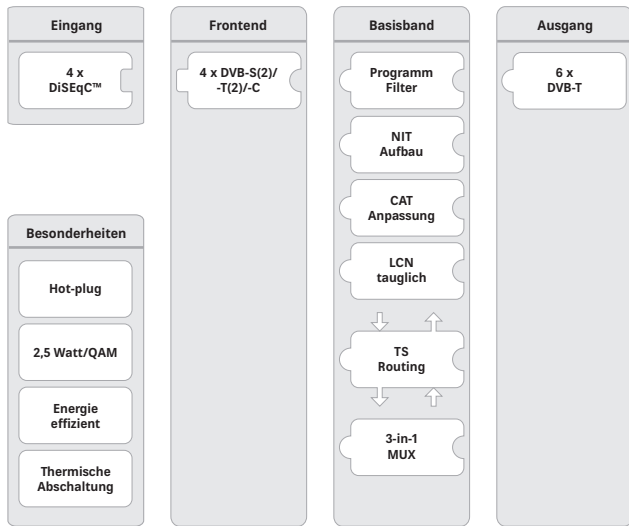 Eingang
4 x
DiSEqC™
Besonderheiten
Hot-plug
2,5 Watt/QAM
Energie
effizient
Thermische
Abschaltung
Frontend
4 x DVB-S(2)/
-T(2)/-C
Basisband
Programm
Filter
NIT
Aufbau
CAT
Anpassung
LCN
tauglich
TS
Routing
3-in-1
MUX
Ausgang
6 x
DVB-T